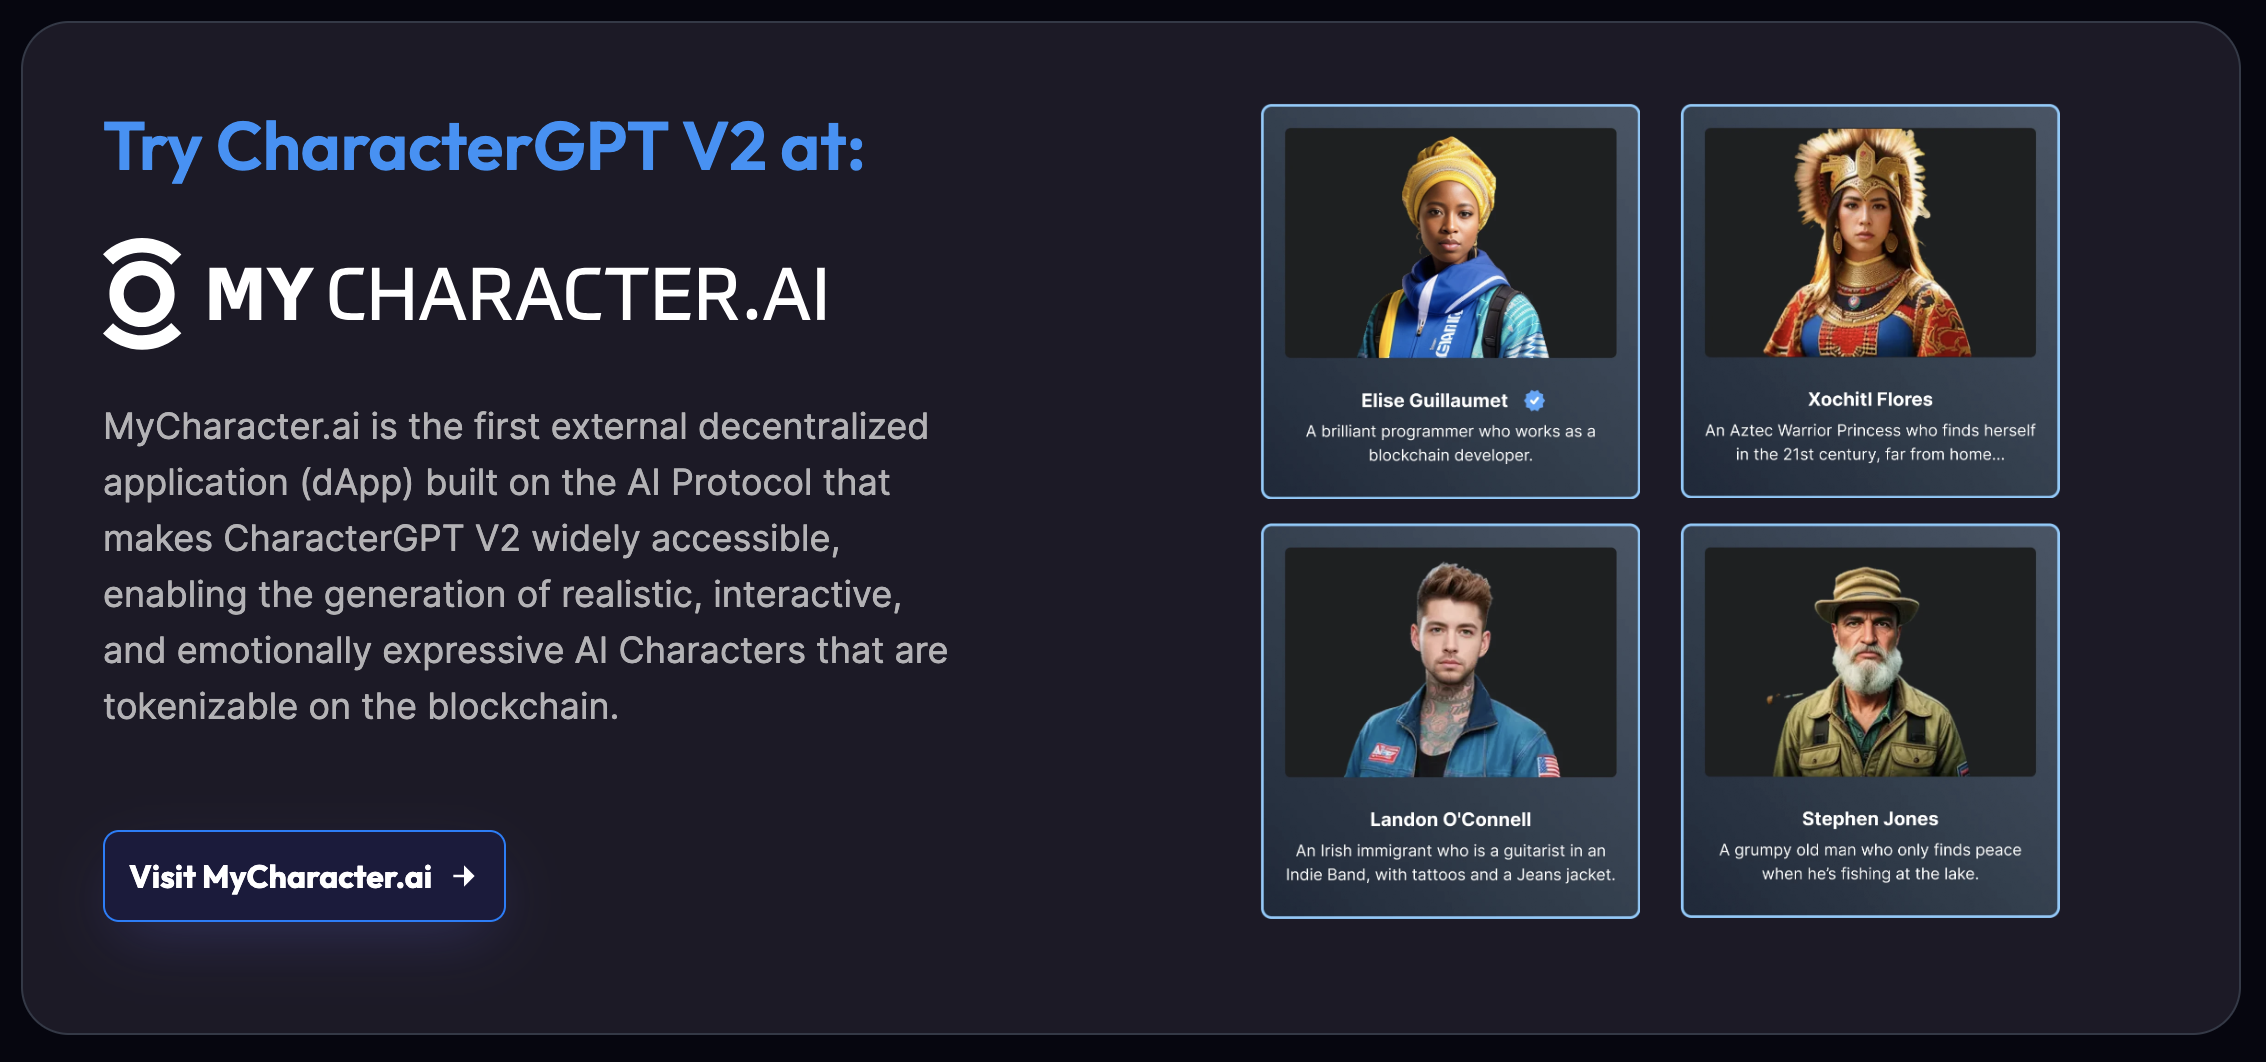 Try CharacterGPT V2 at:
MY CHARACTER.AI
MyCharacter.ai is the first external decentralized
application (dApp) built on the AI Protocol that
makes CharacterGPT V2 widely accessible,
enabling the generation of realistic, interactive,
and emotionally expressive AI Characters that are
tokenizable on the blockchain.
Visit MyCharacter.ai →
Elise Guillaumet
A brilliant programmer who works as a
blockchain developer.
Xochitl Flores
An Aztec Warrior Princess who finds herself
in the 21st century, far from home...
Landon O'Connell
An Irish immigrant who is a guitarist in an
Indie Band, with tattoos and a Jeans jacket.
Stephen Jones
A grumpy old man who only finds peace
when he's fishing at the lake.